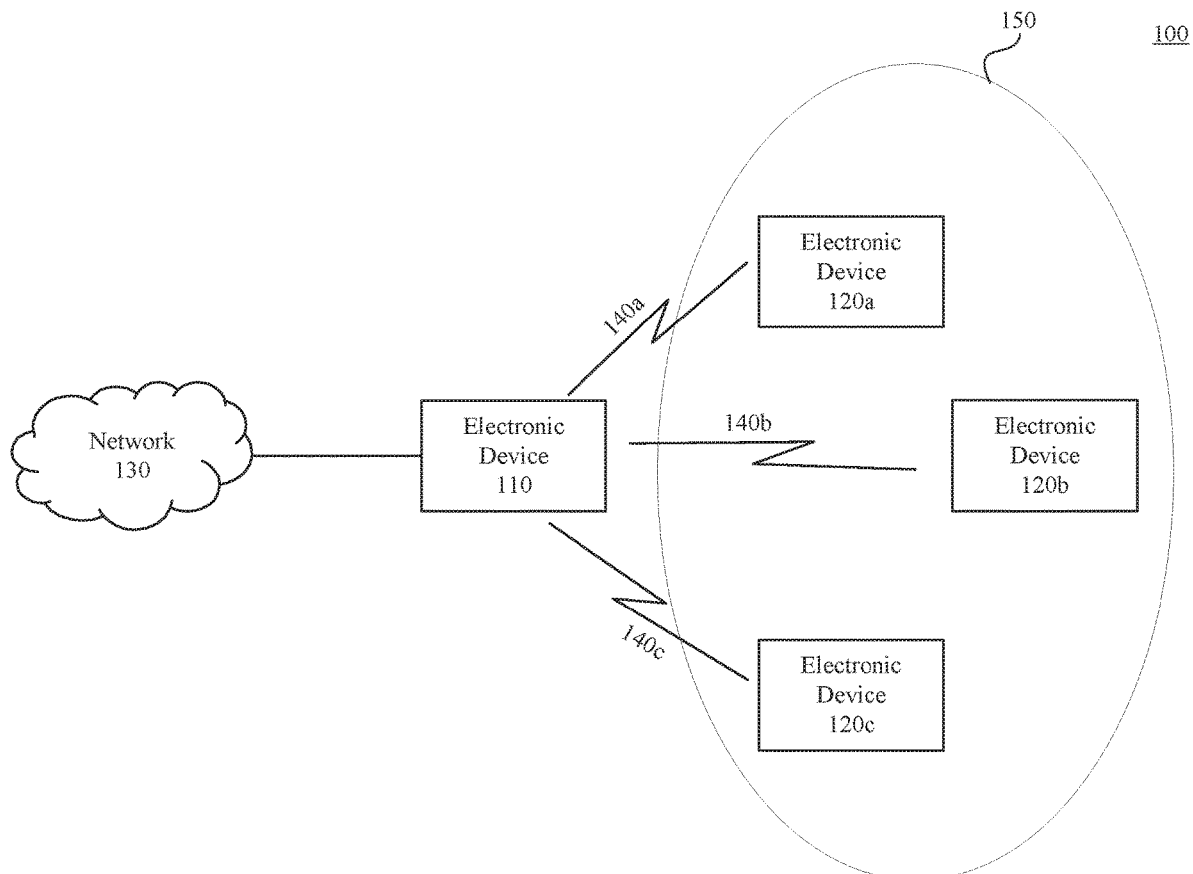 150
100
Electronic
Device
120a
140a
Network
130
Electronic
Device
110
140b
Electronic
Device
120b
140c
Electronic
Device
120c